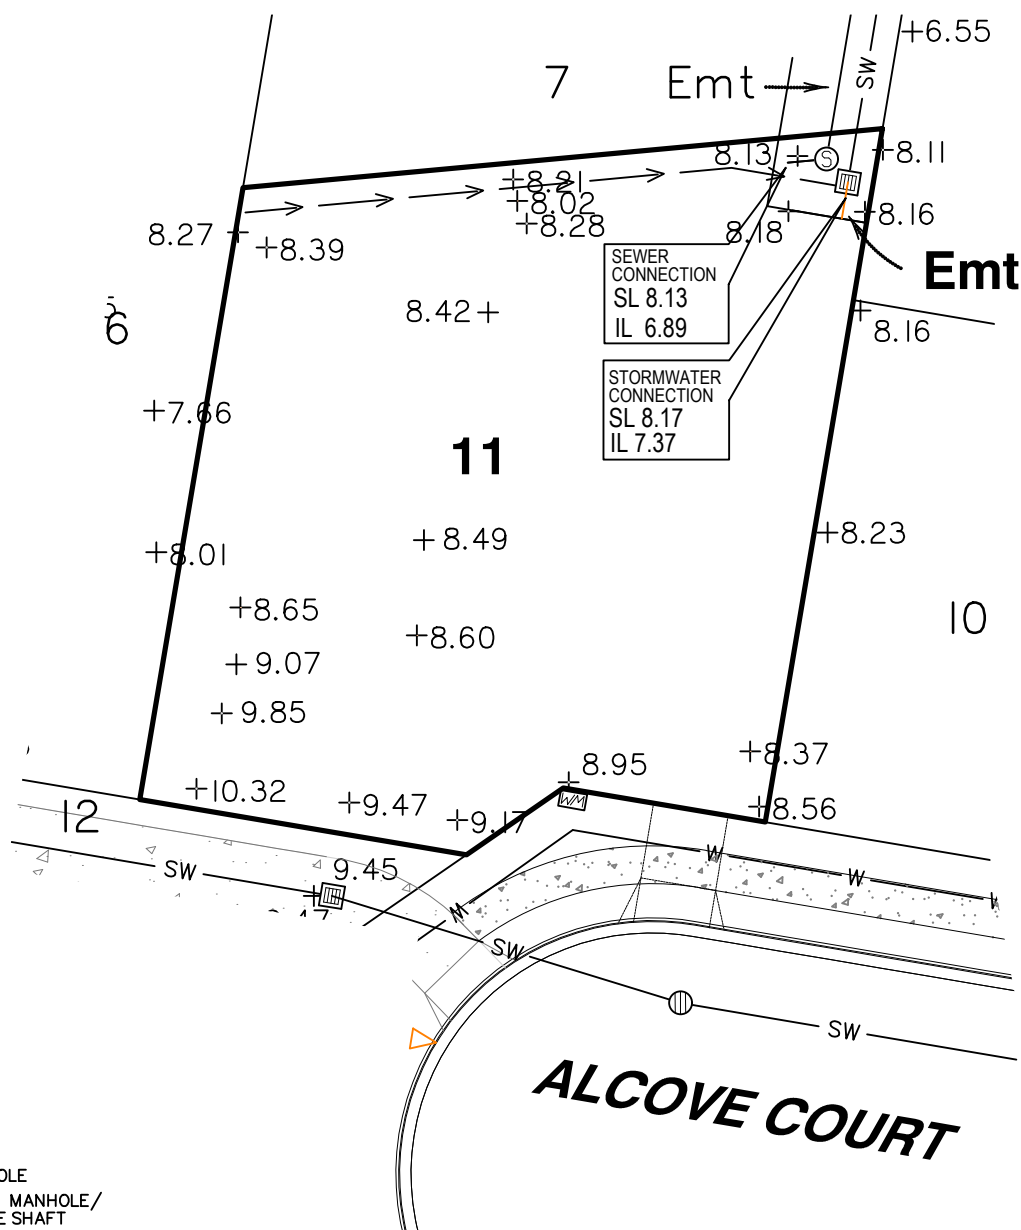 +6.55
7
Emt
SW
8.13
S
+8.11
+8.21
+8.02
+8.28
8.18
+8.16
8.27
+8.39
Emt
SEWER
CONNECTION
SL 8.13
IL 6.89
5
6
8.42+
+8.16
STORMWATER
CONNECTION
SL 8.17
IL 7.37
+7.66
11
+8.49
+8.23
+8.01
+8.65
+8.60
10
+9.07
+9.85
+8.37
8.95
+10.32
+9.47
WM
+8.56
12
+9.17
9.45
SW
W
W
W
SW
SW
ALCOVE COURT
OLE
MANHOLE/
E SHAFT